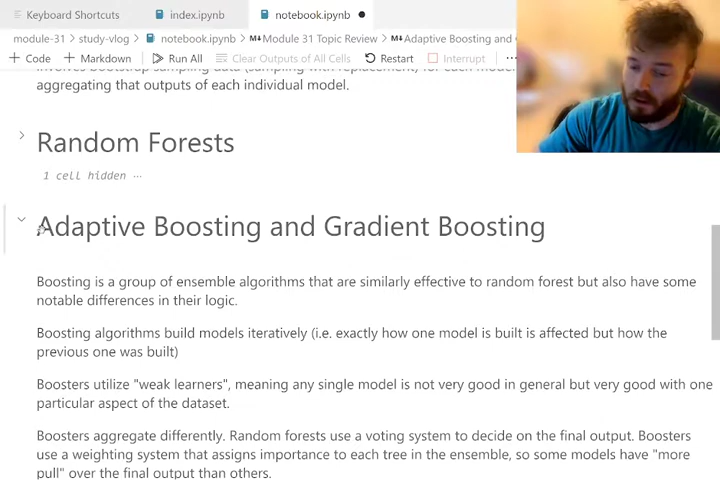 Keyboard Shortcuts index.ipynb notebook.ipynb
module-31 > study-vlog > notebook.ipynb > M↓Module 31 Topic Review > M↓Adaptive Boosting and
+ Code + Markdown Run All Clear Outputs of All Cells Restart Interrupt ...
aggregating that outputs of each individual model.
Random Forests
1 cell hidden ...
Adaptive Boosting and Gradient Boosting
Boosting is a group of ensemble algorithms that are similarly effective to random forest but also have some
notable differences in their logic.
Boosting algorithms build models iteratively (i.e. exactly how one model is built is affected but how the
previous one was built)
Boosters utilize "weak learners", meaning any single model is not very good in general but very good with one
particular aspect of the dataset.
Boosters aggregate differently. Random forests use a voting system to decide on the final output. Boosters
use a weighting system that assigns importance to each tree in the ensemble, so some models have "more
pull" over the final output than others.